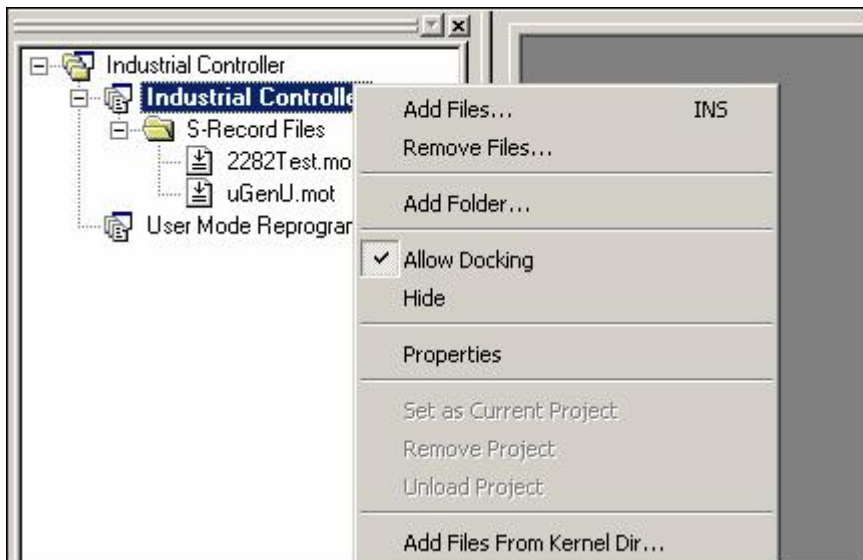 Industrial Controller
Industrial Controlle
S-Record Files
2282Test.mo
uGenU.mot
User Mode Reprogra
Add Files... INS
Remove Files...
Add Folder...
Allow Docking
Hide
Properties
Set as Current Project
Remove Project
Unload Project
Add Files From Kernel Dir...